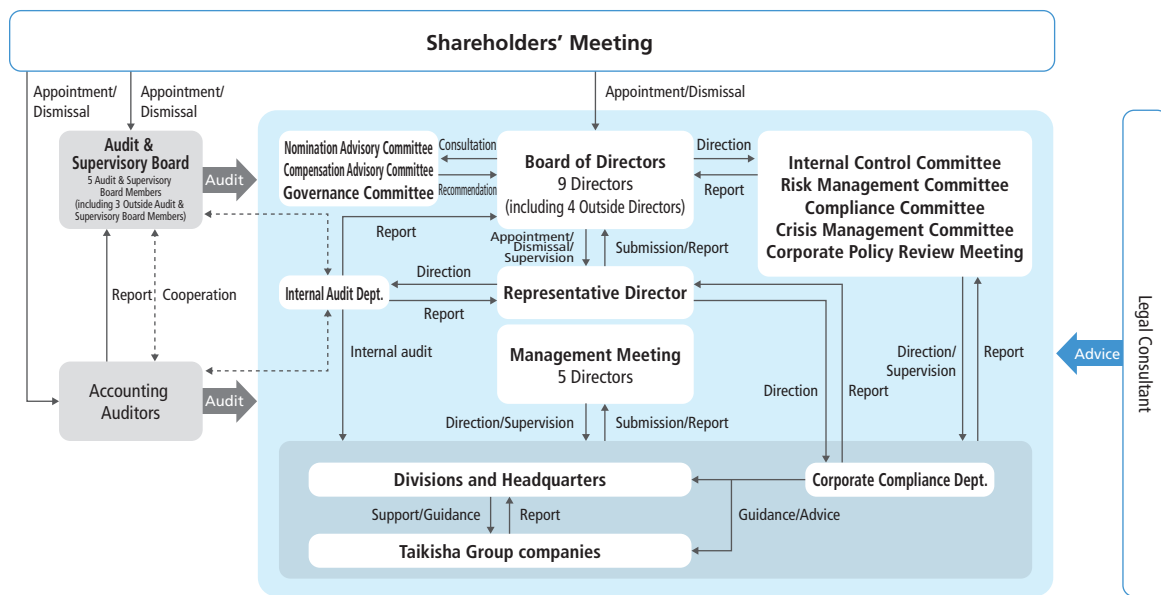 Shareholders’ Meeting
Appointment/
Dismissal
Appointment/
Dismissal
Appointment/Dismissal
Audit &
Supervisory Board
5 Audit & Supervisory
Board Members
(including 3 Outside Audit &
Supervisory Board Members)
Audit
Nomination Advisory Committee
Compensation Advisory Committee
Governance Committee
Consultation
Recommendation
Board of Directors
9 Directors
(including 4 Outside Directors)
Direction
Report
Internal Control Committee
Risk Management Committee
Compliance Committee
Crisis Management Committee
Corporate Policy Review Meeting
Report
Appointment/
Dismissal/
Supervision
Submission/Report
Report
Cooperation
Internal Audit Dept.
Direction
Report
Representative Director
Internal audit
Management Meeting
5 Directors
Direction/
Supervision
Report
Advice
Legal Consultant
Accounting
Auditors
Audit
Direction
Report
Direction/Supervision
Submission/Report
Divisions and Headquarters
Corporate Compliance Dept.
Support/Guidance
Report
Guidance/Advice
Taikisha Group companies